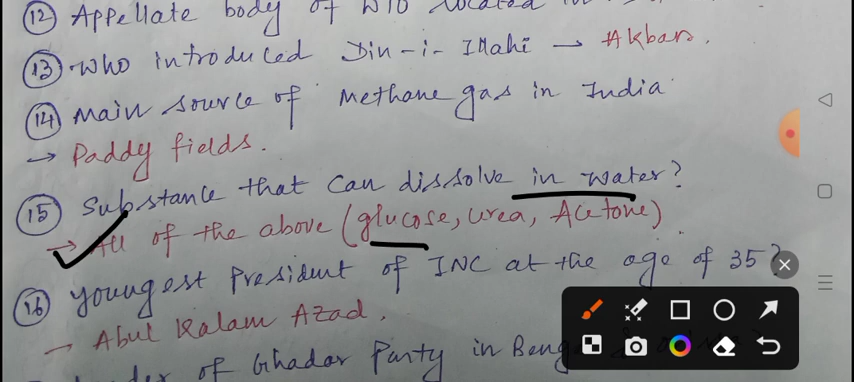 (12) Appellate body of WTO located
(13) Who introduced Din-i-Ilahi → Akbar.
(14) Main source of Methane gas in India
→ Paddy fields.
(15) Substance that can dissolve in water?
→ All of the above (glucose, urea, Acetone).
(16) Youngest President of INC at the age of 35?
→ Abul Kalam Azad.
of Ghadar Party in